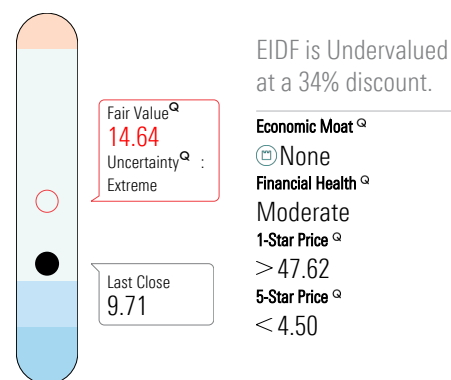 EIDF is Undervalued
at a 34% discount.
Fair Value Q
14.64
Uncertainty Q :
Extreme
Last Close
9.71
Economic Moat Q
None
Financial Health Q
Moderate
1-Star Price Q
>47.62
5-Star Price Q
<4.50